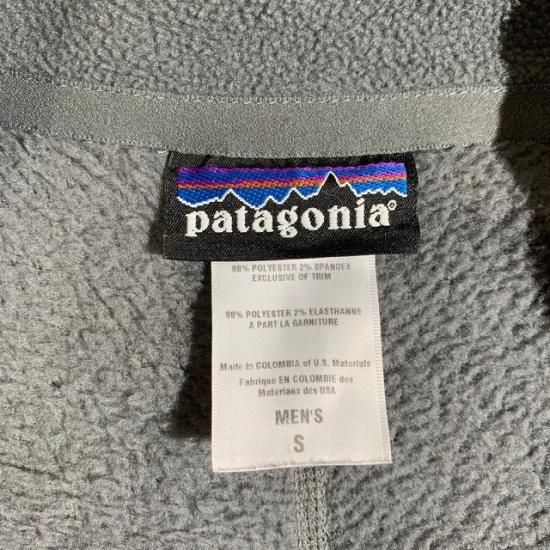 patagonia®
98% POLYESTER 2% SPANDEX
EXCLUSIVE OF TRIM
98% POLYESTER 2% ELASTHANNE
A PART LA GARNITURE
Made in COLOMBIA of U.S. Materials
Fabrique EN COLOMBIE des
Materiaux des USA
MEN'S
S